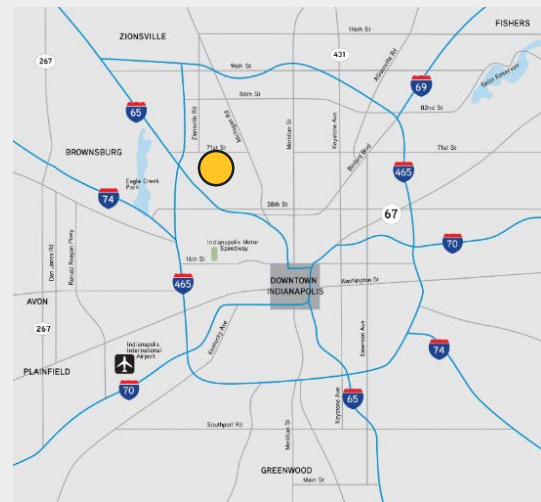 ZIONSVILLE
FISHERS
116th St
267
431
96th St
Allisonville Rd
Geist Reservoir
69
86th St
82nd St
65
Zionsville Rd
Michigan Rd
Meridian St
Keystone Ave
Binford Blvd
BROWNSBURG
71st St
71st St
Eagle Creek
Park
465
74
38th St
67
Dan Jones Rd
Ronald Reagan Pkwy
Indianapolis Motor
Speedway
70
16th St
465
DOWNTOWN
INDIANAPOLIS
Washington St
AVON
267
Kentucky Ave
Emerson Ave
Indianapolis
International
Airport
74
PLAINFIELD
70
Keystone Ave
65
Southport Rd
Meridian St
GREENWOOD
Main St